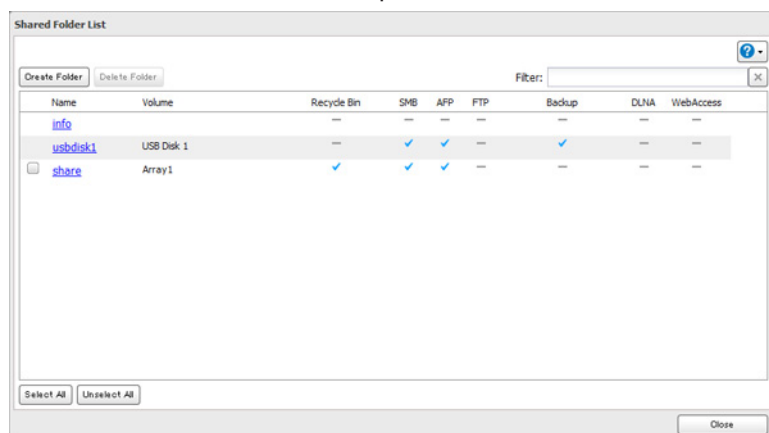 Shared Folder List
?
Create Folder Delete Folder Filter:
Name Volume Recycle Bin SMB AFP FTP Backup DLNA WebAccess
info — — — — — — —
usbdisk1 USB Disk 1 — ✔ ✔ — ✔ — —
share Array1 ✔ ✔ ✔ — — — —
Select All Unselect All
Close